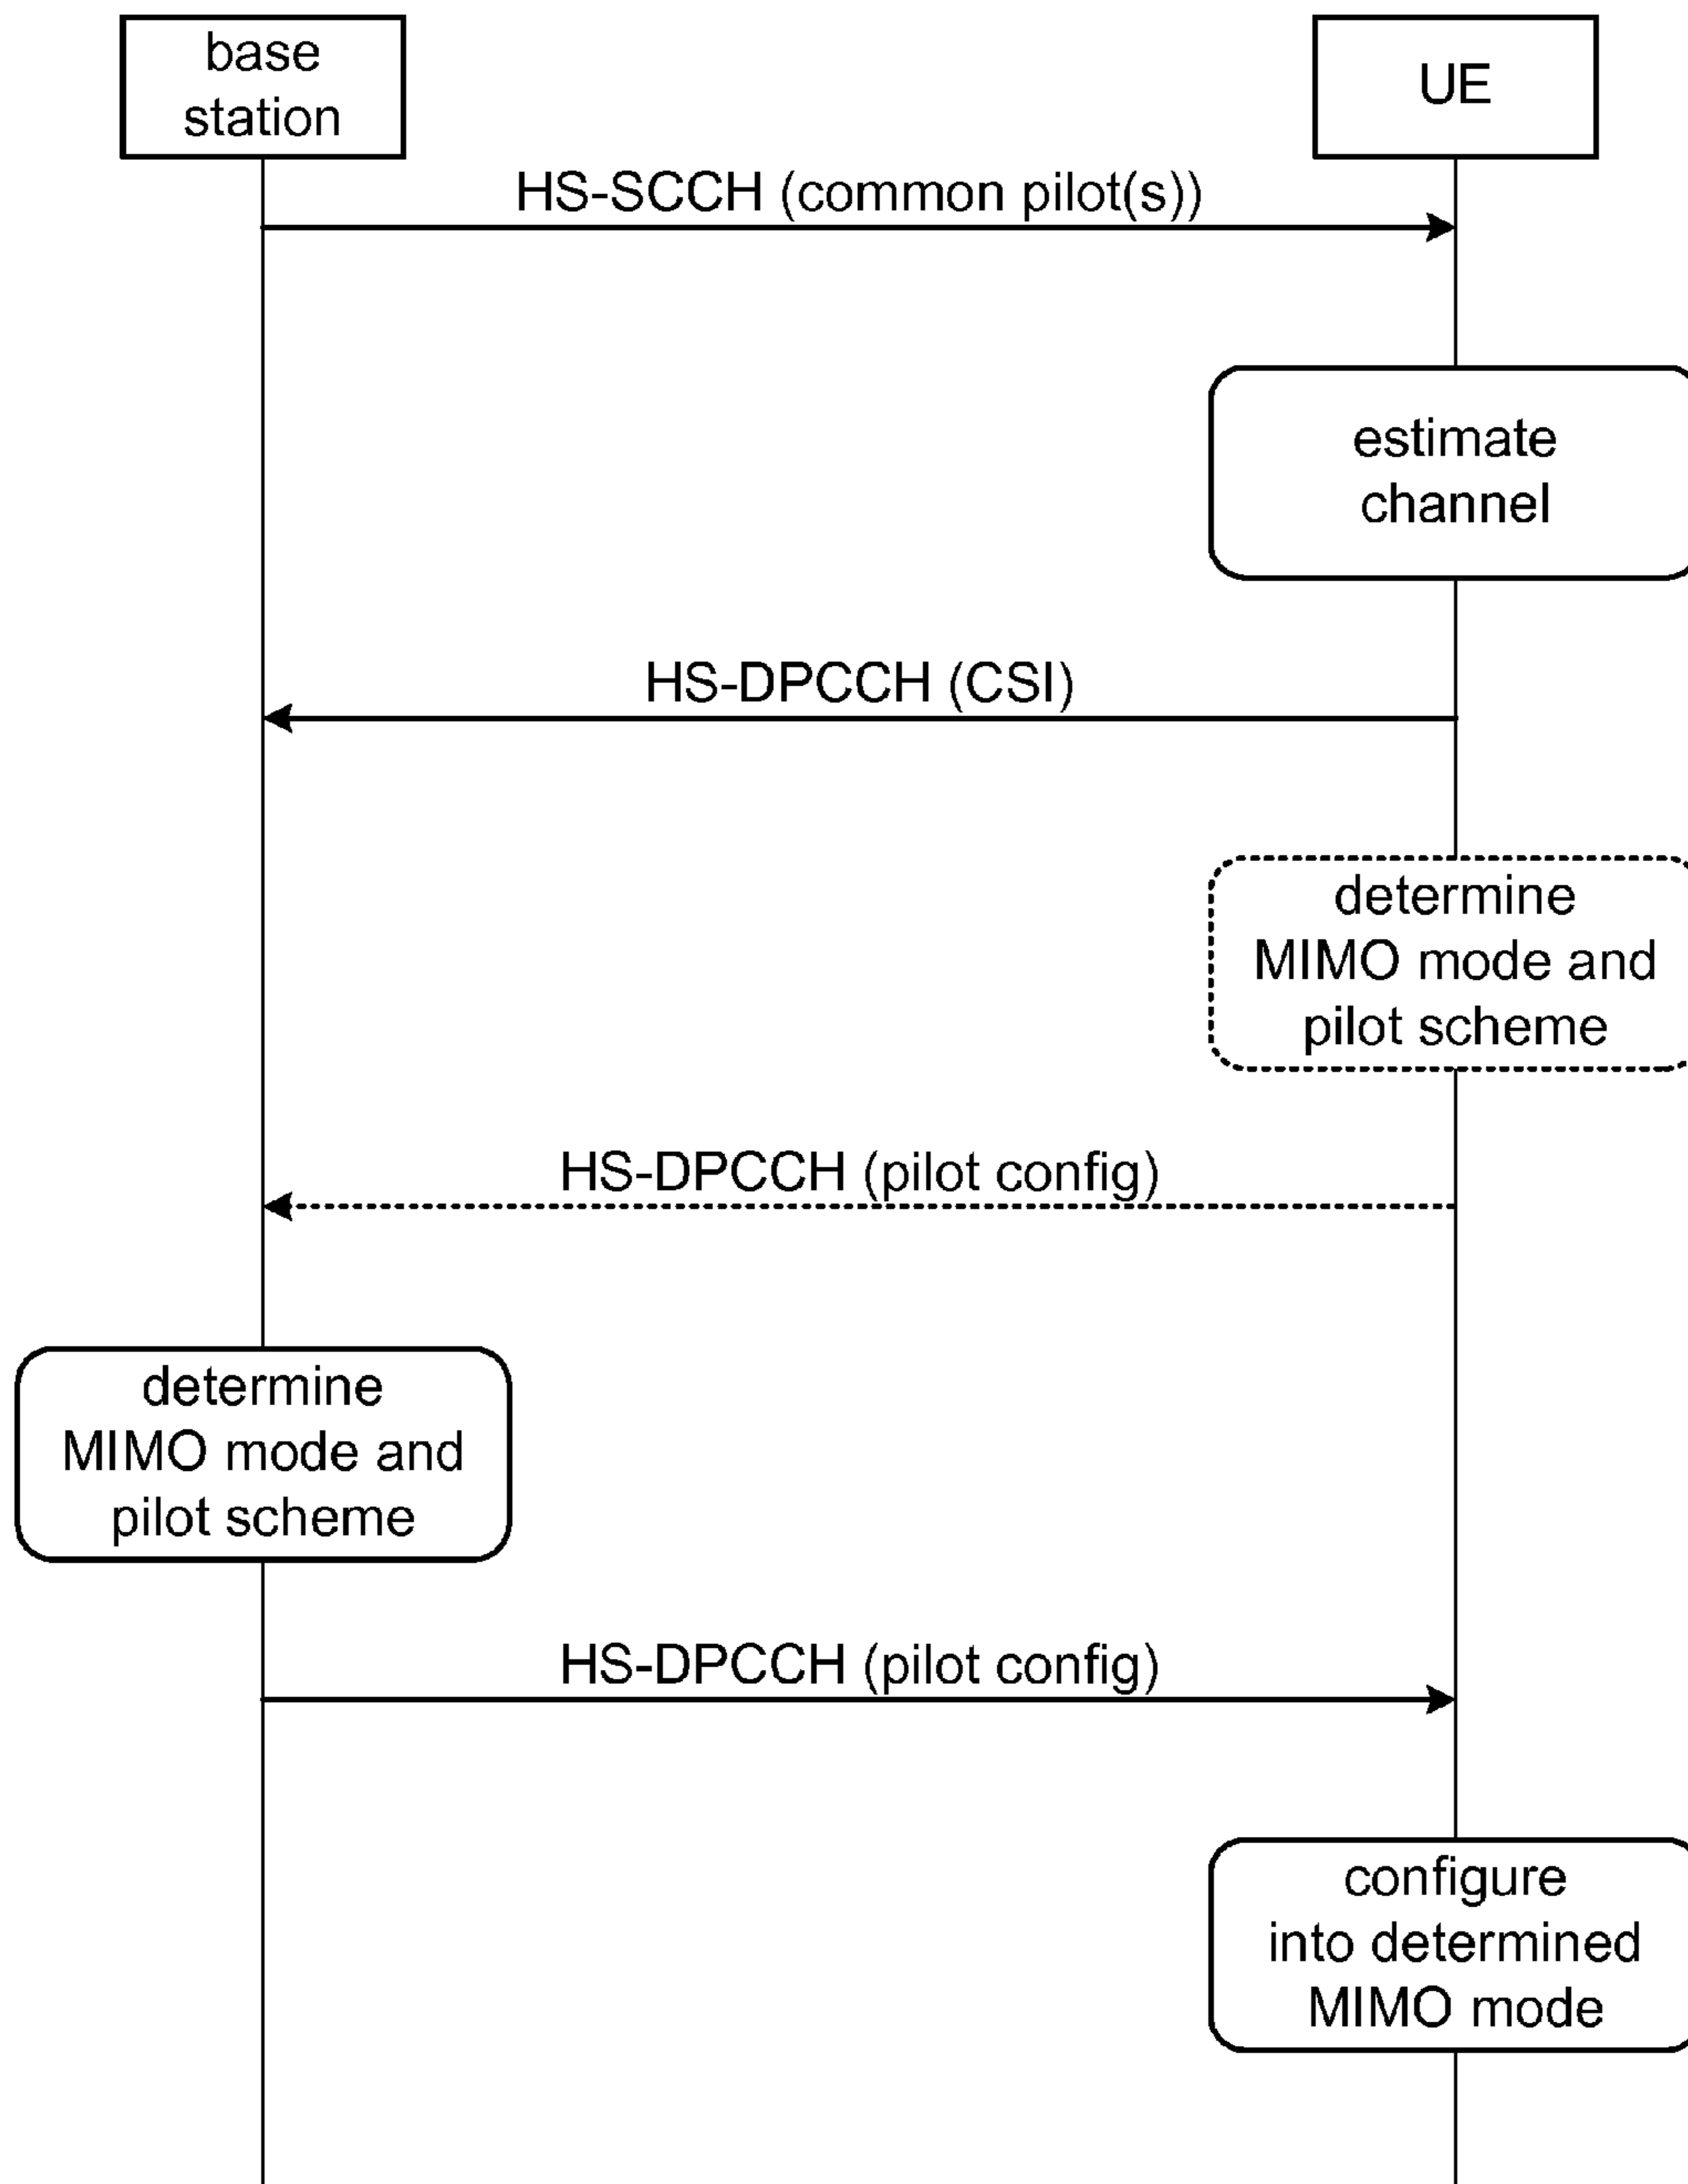 base
station
UE
HS-SCCH (common pilot(s))
estimate
channel
HS-DPCCH (CSI)
determine
MIMO mode and
pilot scheme
HS-DPCCH (pilot config)
determine
MIMO mode and
pilot scheme
HS-DPCCH (pilot config)
configure
into determined
MIMO mode